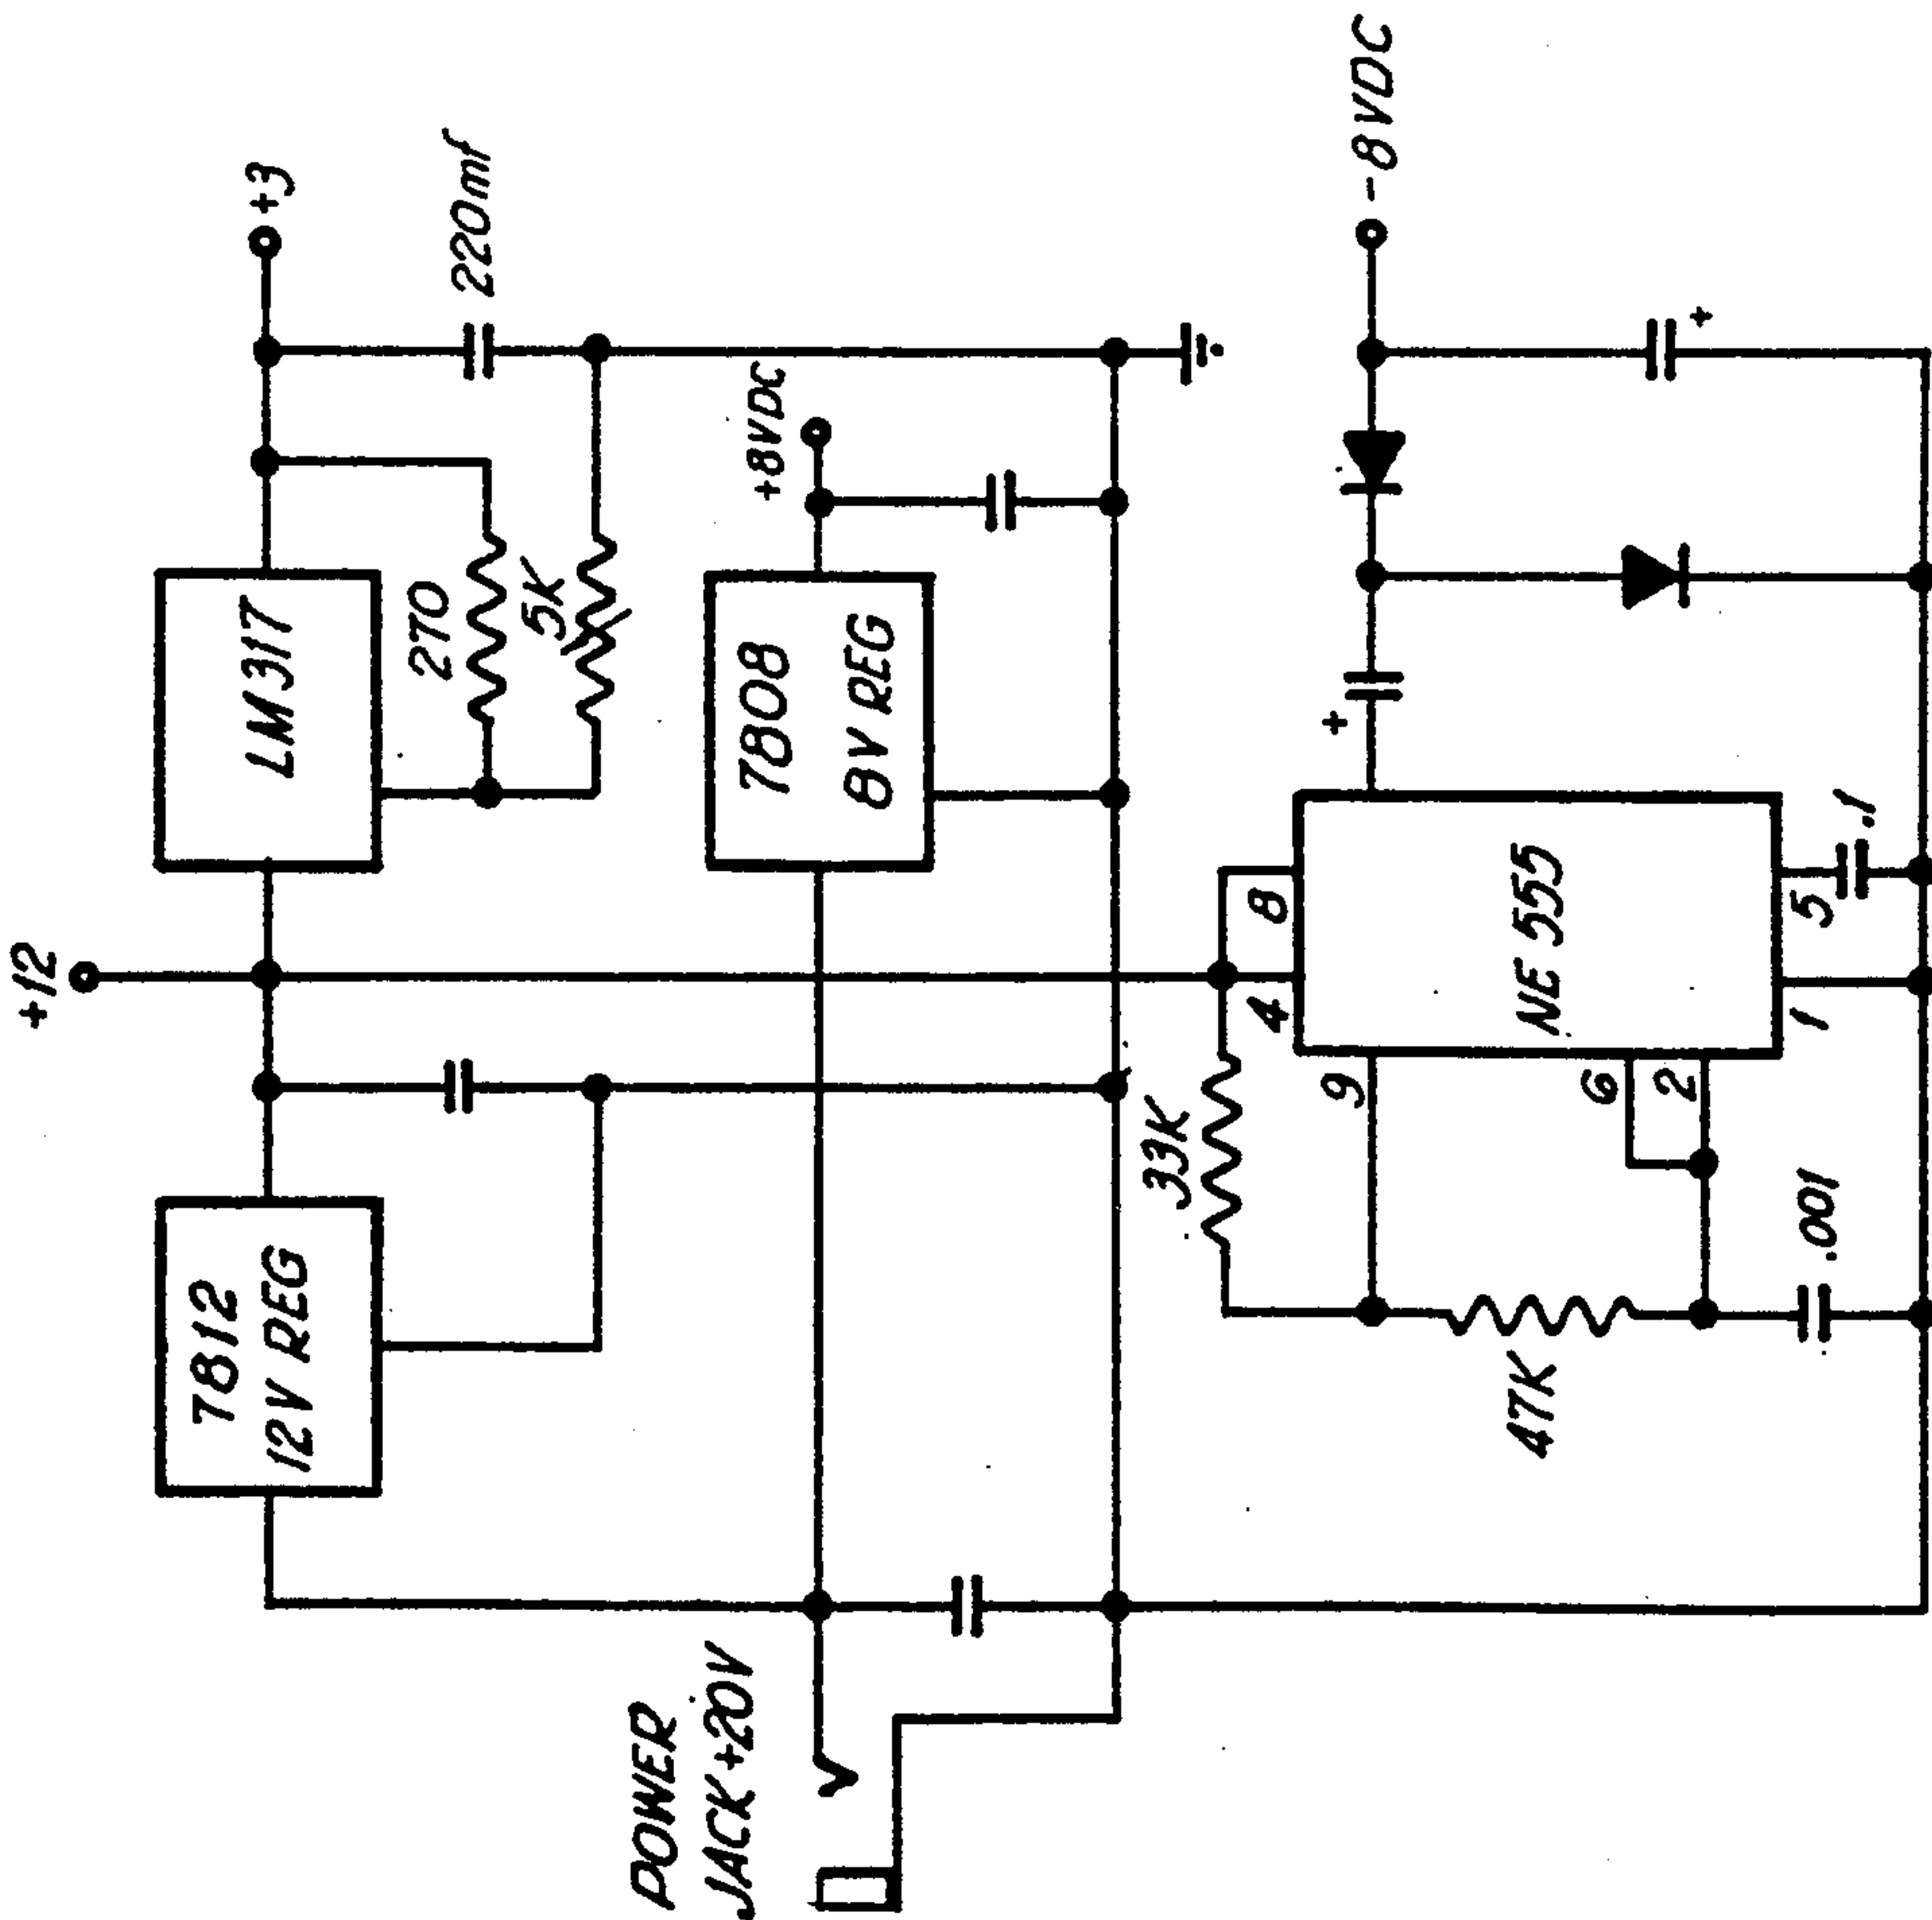 +12
7812
12V REG
LM317
+3
270
5K
220mf
POWER
JACK +20V
7808
8V REG
+8VDC
33K
4
8
9
6
2
NE 555
1
5
.1
47K
.001
+
-8VDC
+